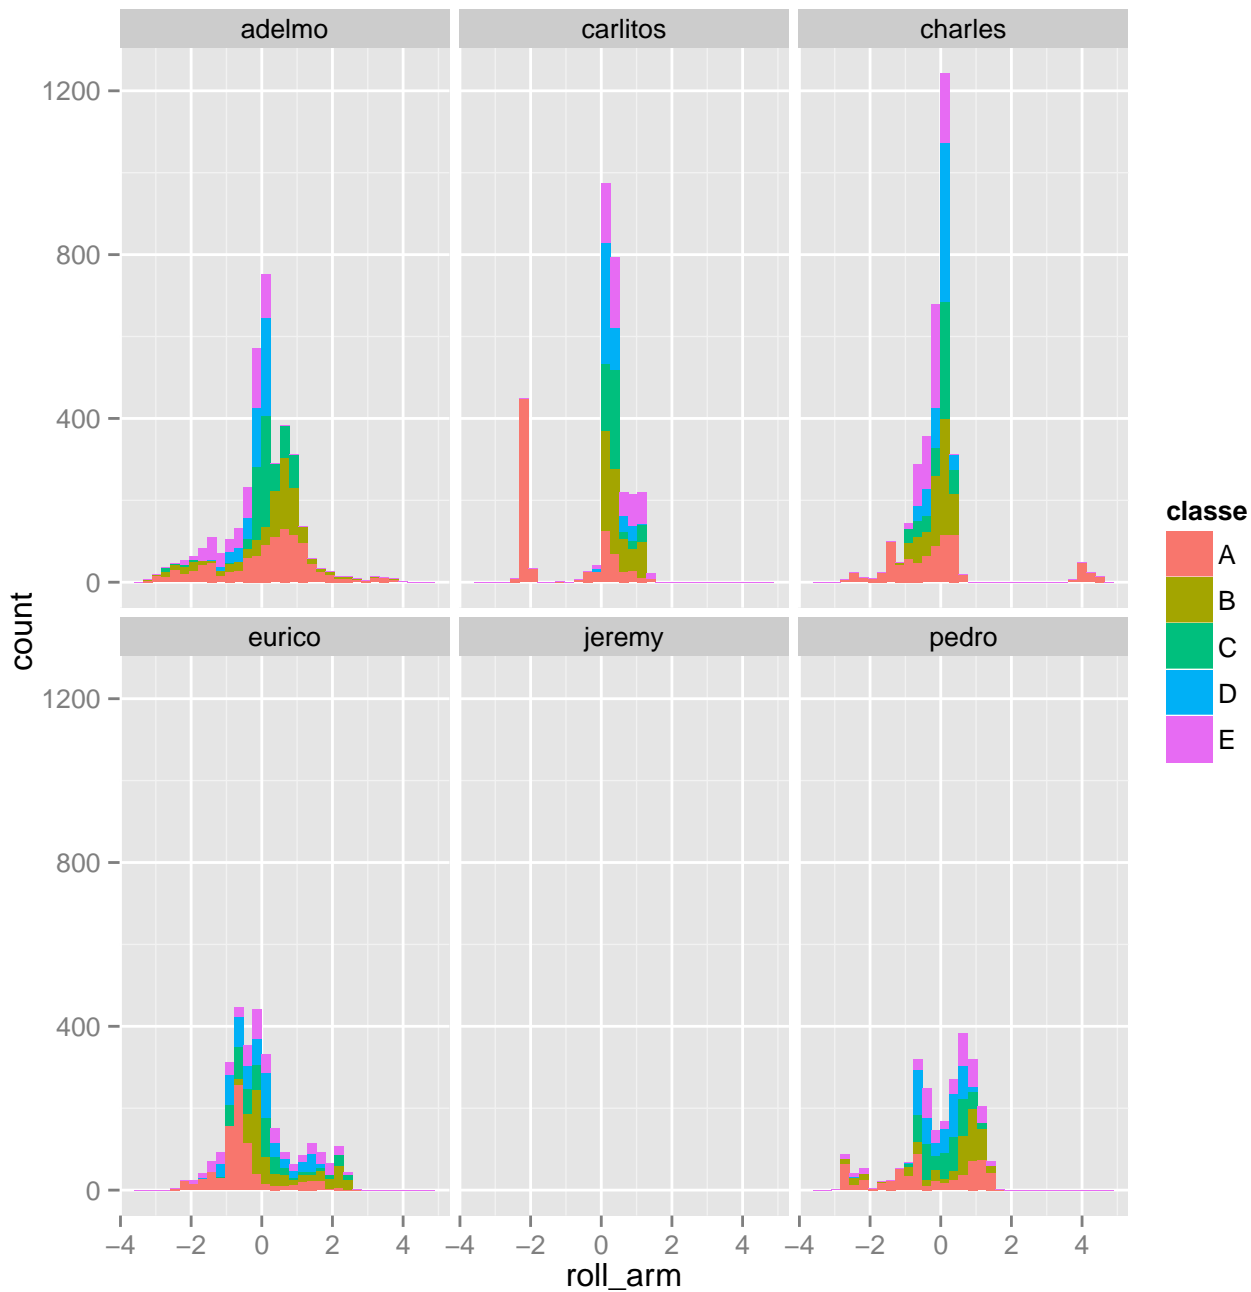 adelmo carlitos charles
1200
800
400
0
eurico jeremy pedro
1200
800
400
0
−4 −2 0 2 4 −4 −2 0 2 4 −4 −2 0 2 4
roll_arm
count
classe
A
B
C
D
E